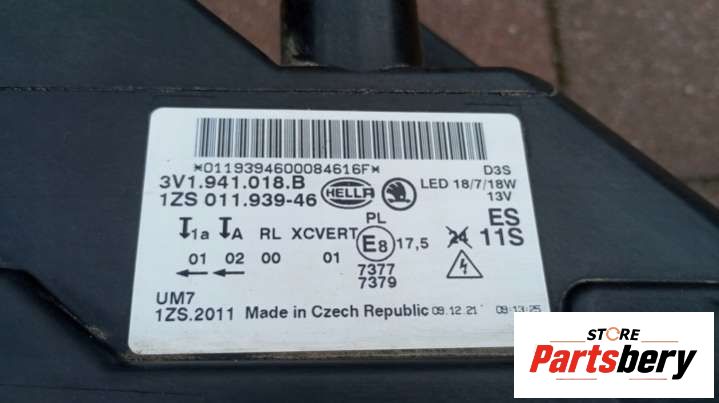 *0119394600084616F*
3V1.941.018.B HELLA D3S
LED 18/7/18W
1ZS 011.939-46 13V
PL ES
1a A RL XCVERT E8 17,5 24 11S
01 02 00 01 7377
7379
UM7
1ZS.2011 Made in Czech Republic 09.12.21 09:13:25
STORE
Partsbery